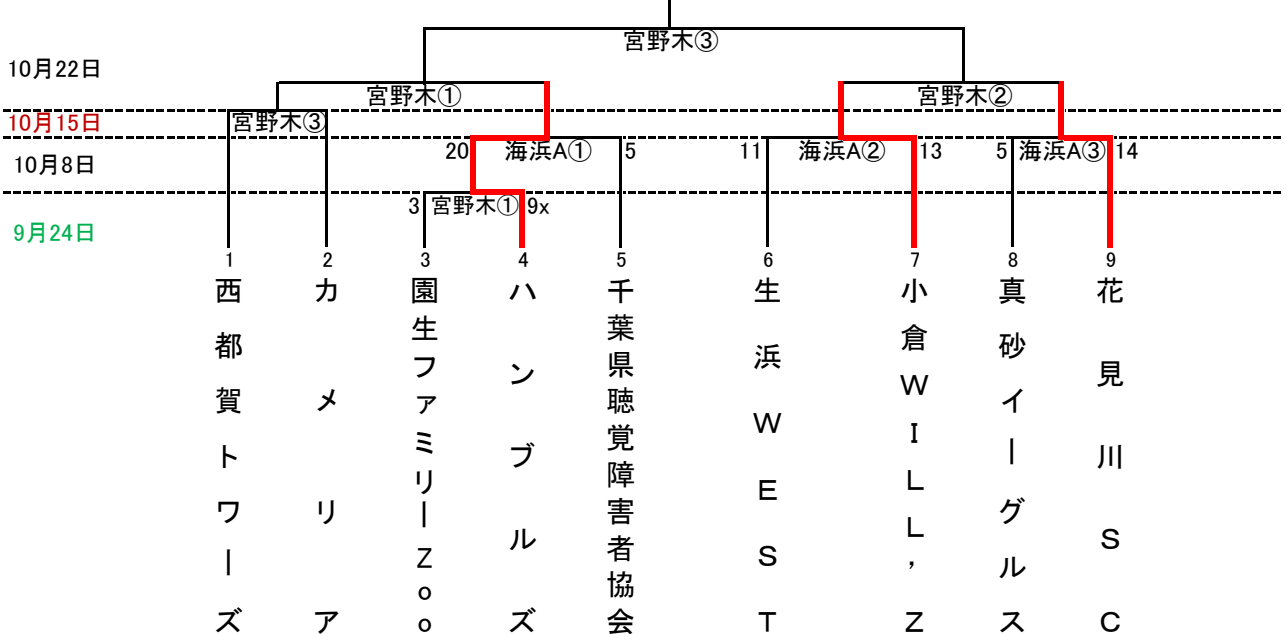 宮野木③
10月22日
宮野木① 宮野木②
10月15日 宮野木③
20 海浜A① 5 11 海浜A② 13 5 海浜A③ 14
10月8日
3 宮野木① 9x
9月24日
1 2 3 4 5 6 7 8 9
西都賀トワーズ
カメリア
園生ファミリーZoo
ハンブルズ
千葉県聴覚障害者協会
生浜WEST
小倉WILL’Z
真砂イーグルス
花見川SC